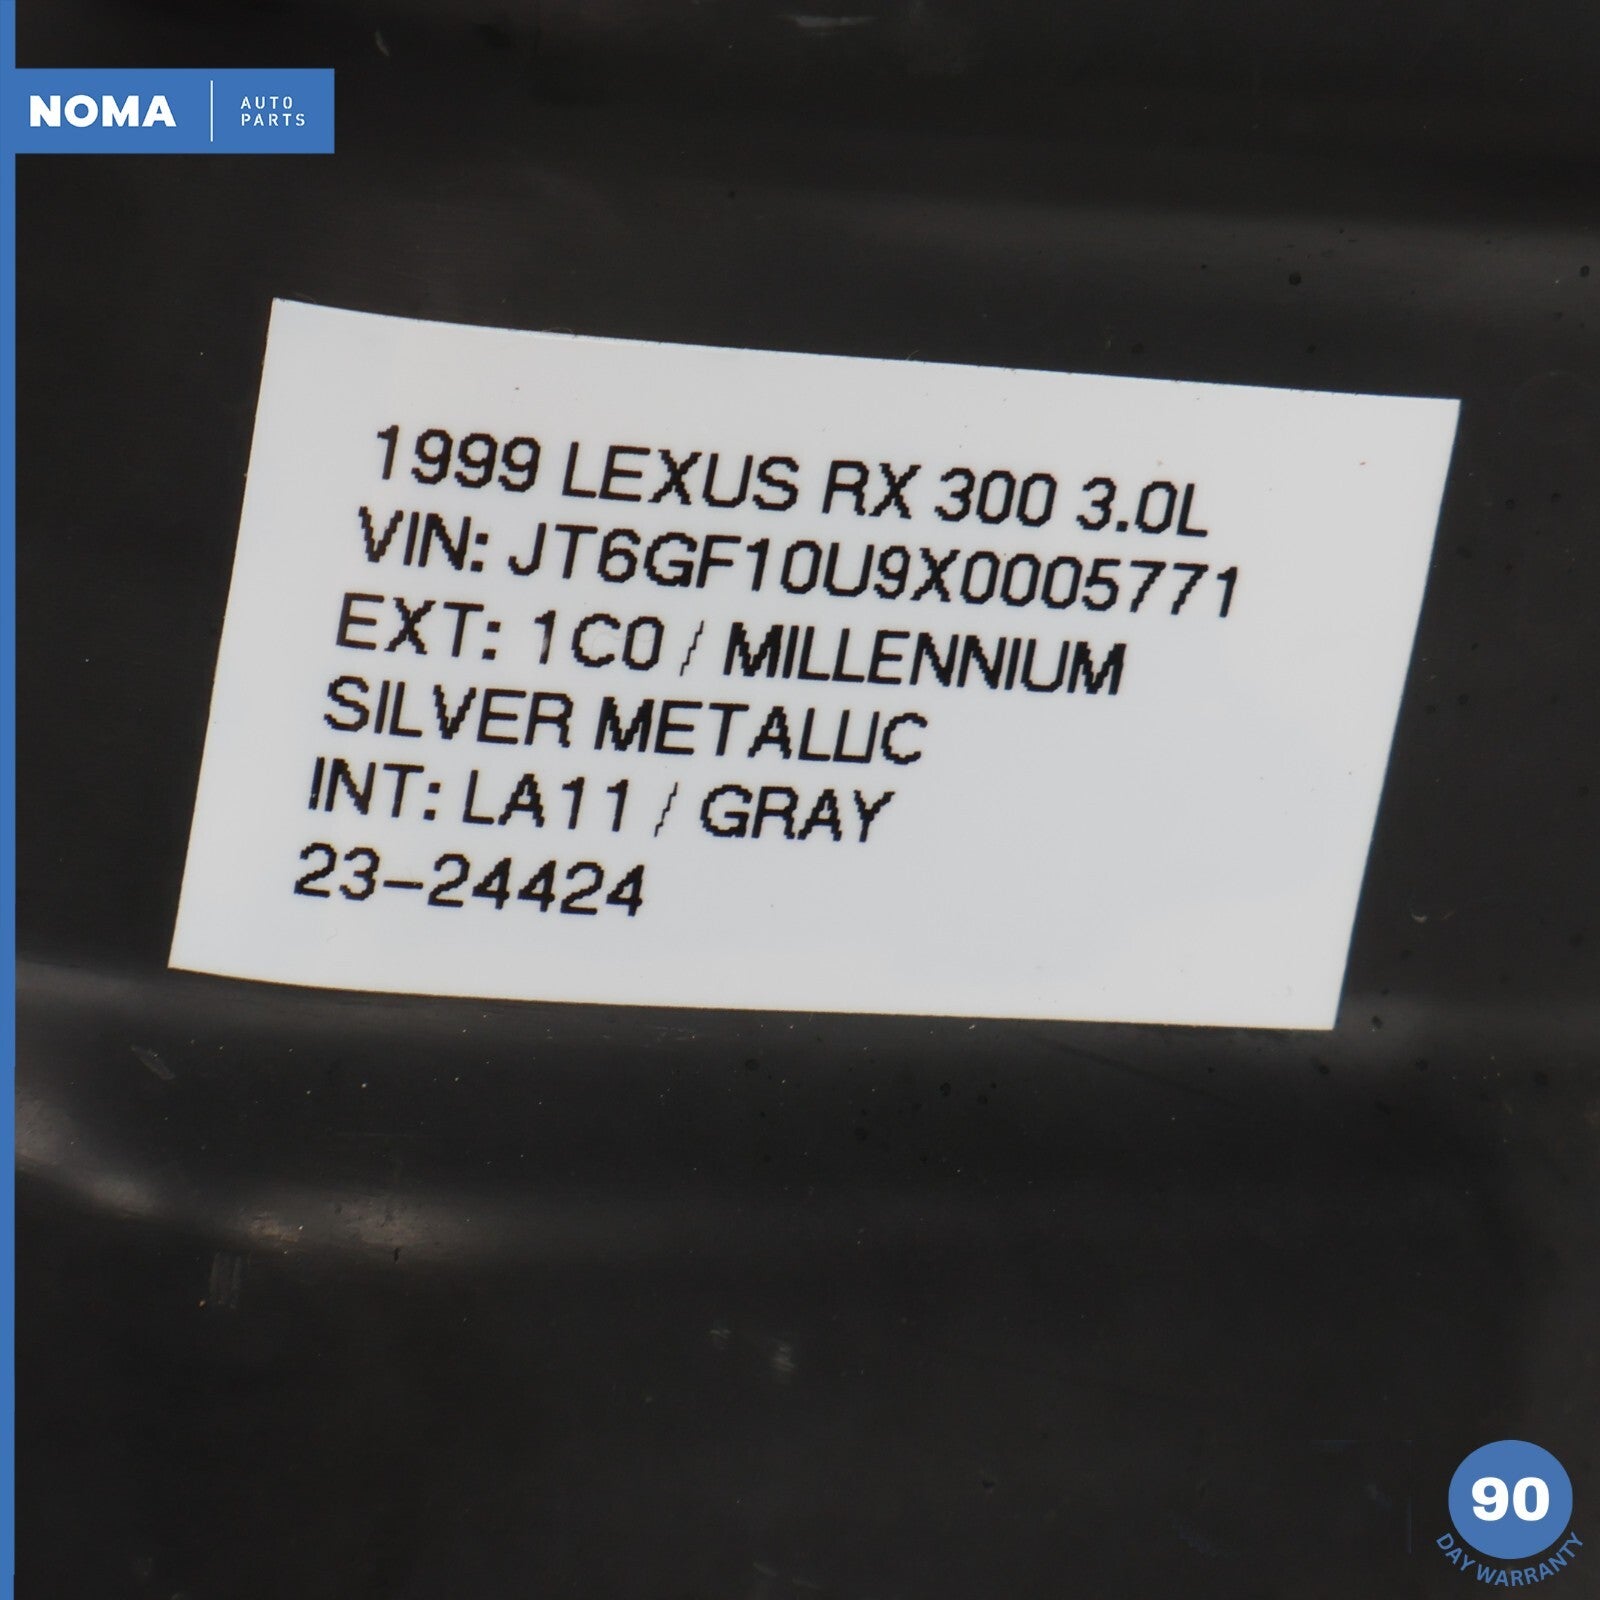 NOMA
AUTO
PARTS
1999 LEXUS RX 300 3.0L
VIN: JT6GF10U9X0005771
EXT: 1C0 / MILLENNIUM
SILVER METALLIC
INT: LA11 / GRAY
23-24424
90
DAY WARRANTY